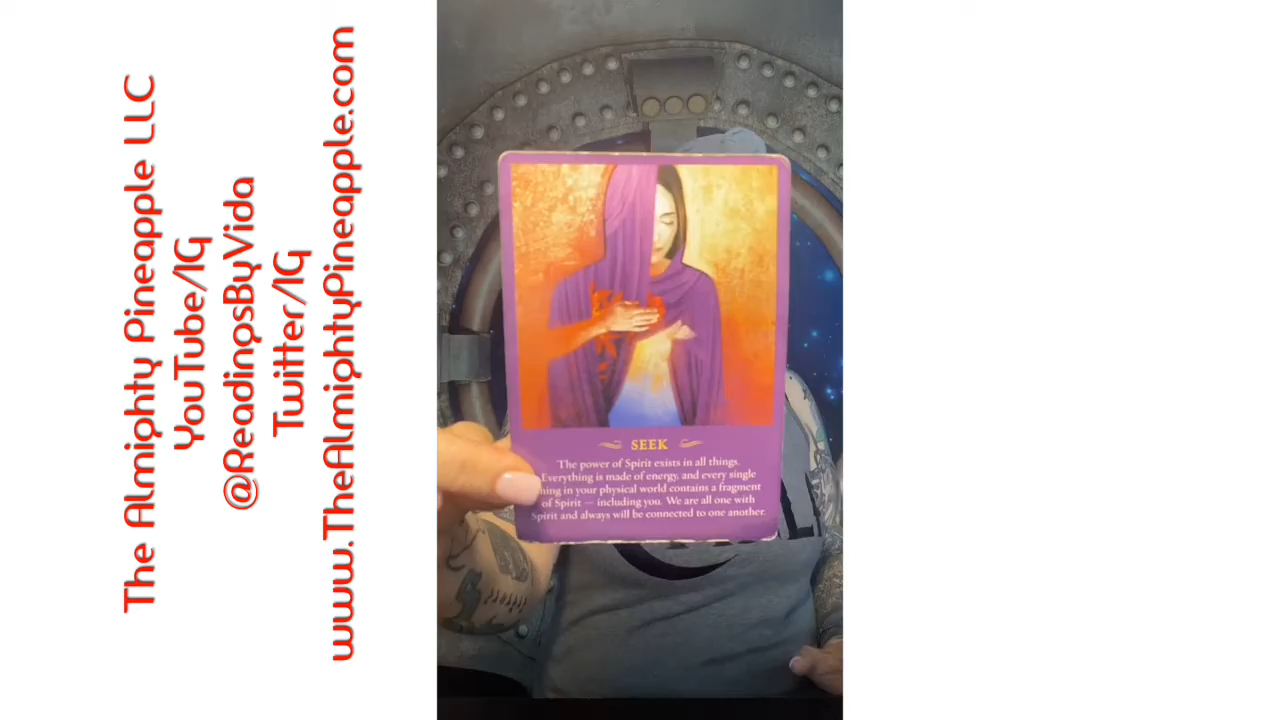 The Almighty Pineapple LLC
YouTube/IG
@ReadingsByVida
Twitter/IG
www.TheAlmightyPineapple.com
SEEK
The power of Spirit exists in all things.
Everything is made of energy, and every single
in your physical world contains a fragment
of Spirit — including you. We are all one with
Spirit and always will be connected to one another.